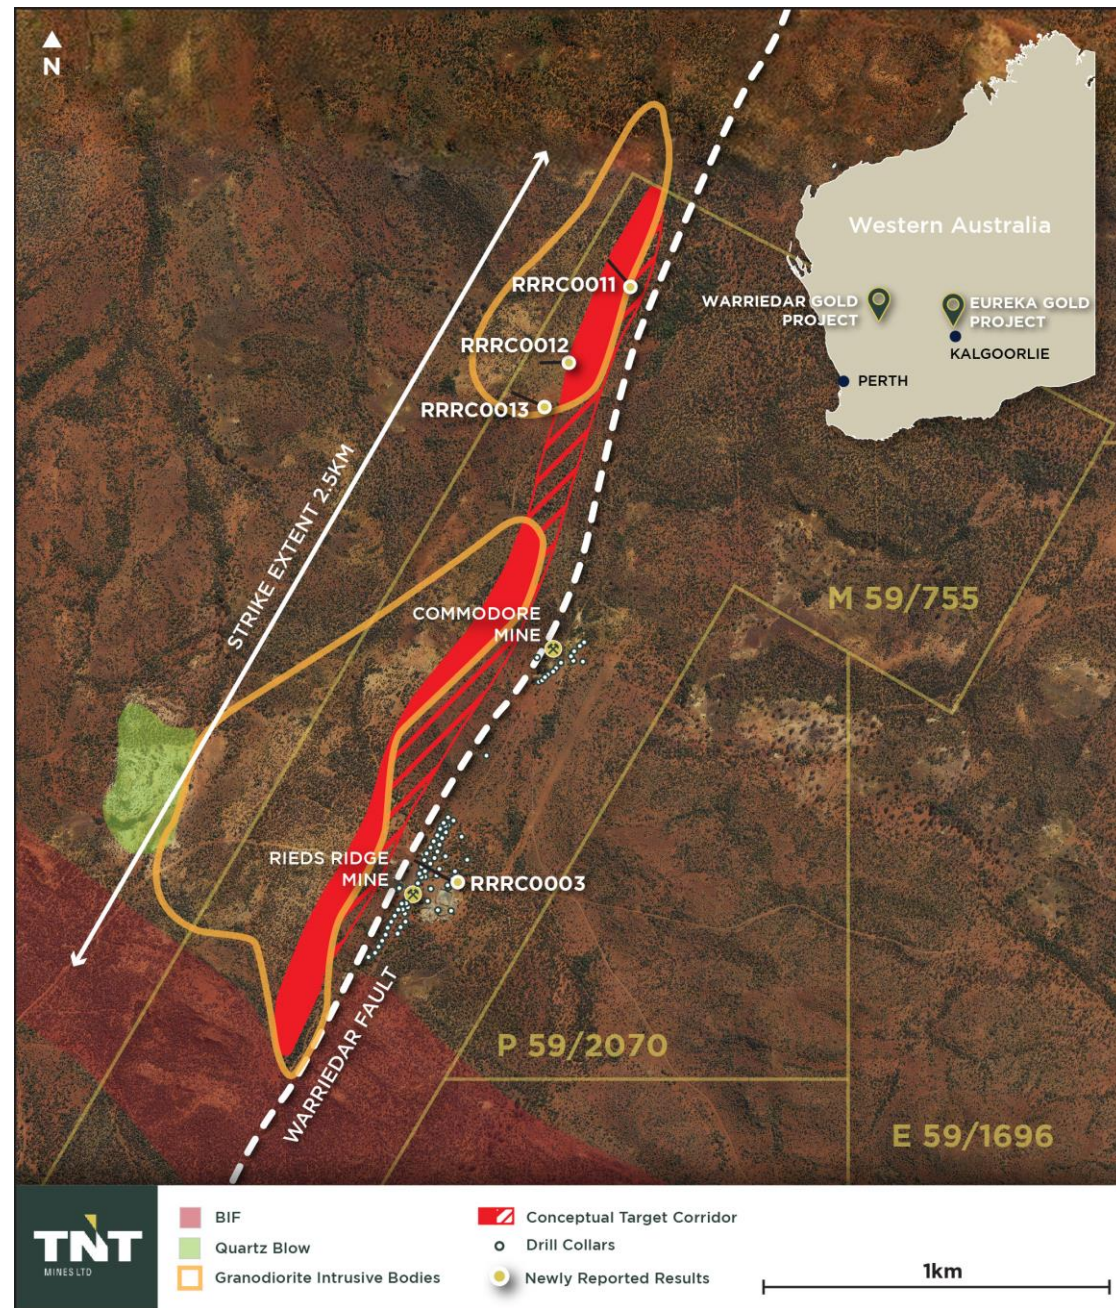 N
Western Australia
WARRIEDAR GOLD
PROJECT
EUREKA GOLD
PROJECT
KALGOORLIE
PERTH
RRRC0011
RRRC0012
RRRC0013
STRIKE EXTENT 2.5KM
COMMODORE
MINE
M 59/755
RIEDS RIDGE
MINE
RRRC0003
WARRIEDAR FAULT
P 59/2070
E 59/1696
TNT
MINES LTD
BIF
Quartz Blow
Granodiorite Intrusive Bodies
Conceptual Target Corridor
Drill Collars
Newly Reported Results
1km